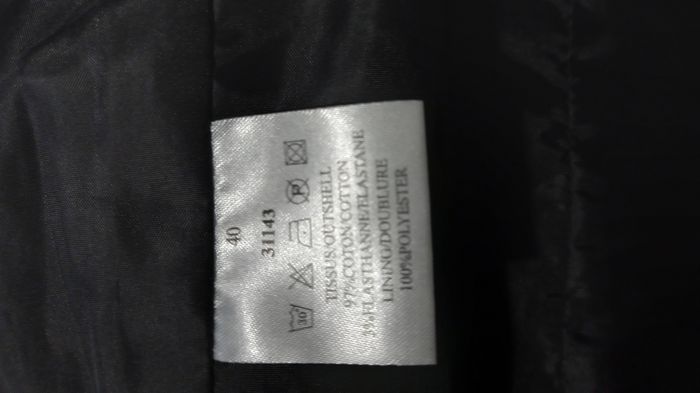 40
31143
30
P
TISSUS/OUTSHELL
97%COTON/COTTON
3%ELASTHANNE/ELASTANE
LINING/DOUBLURE
100%POLYESTER